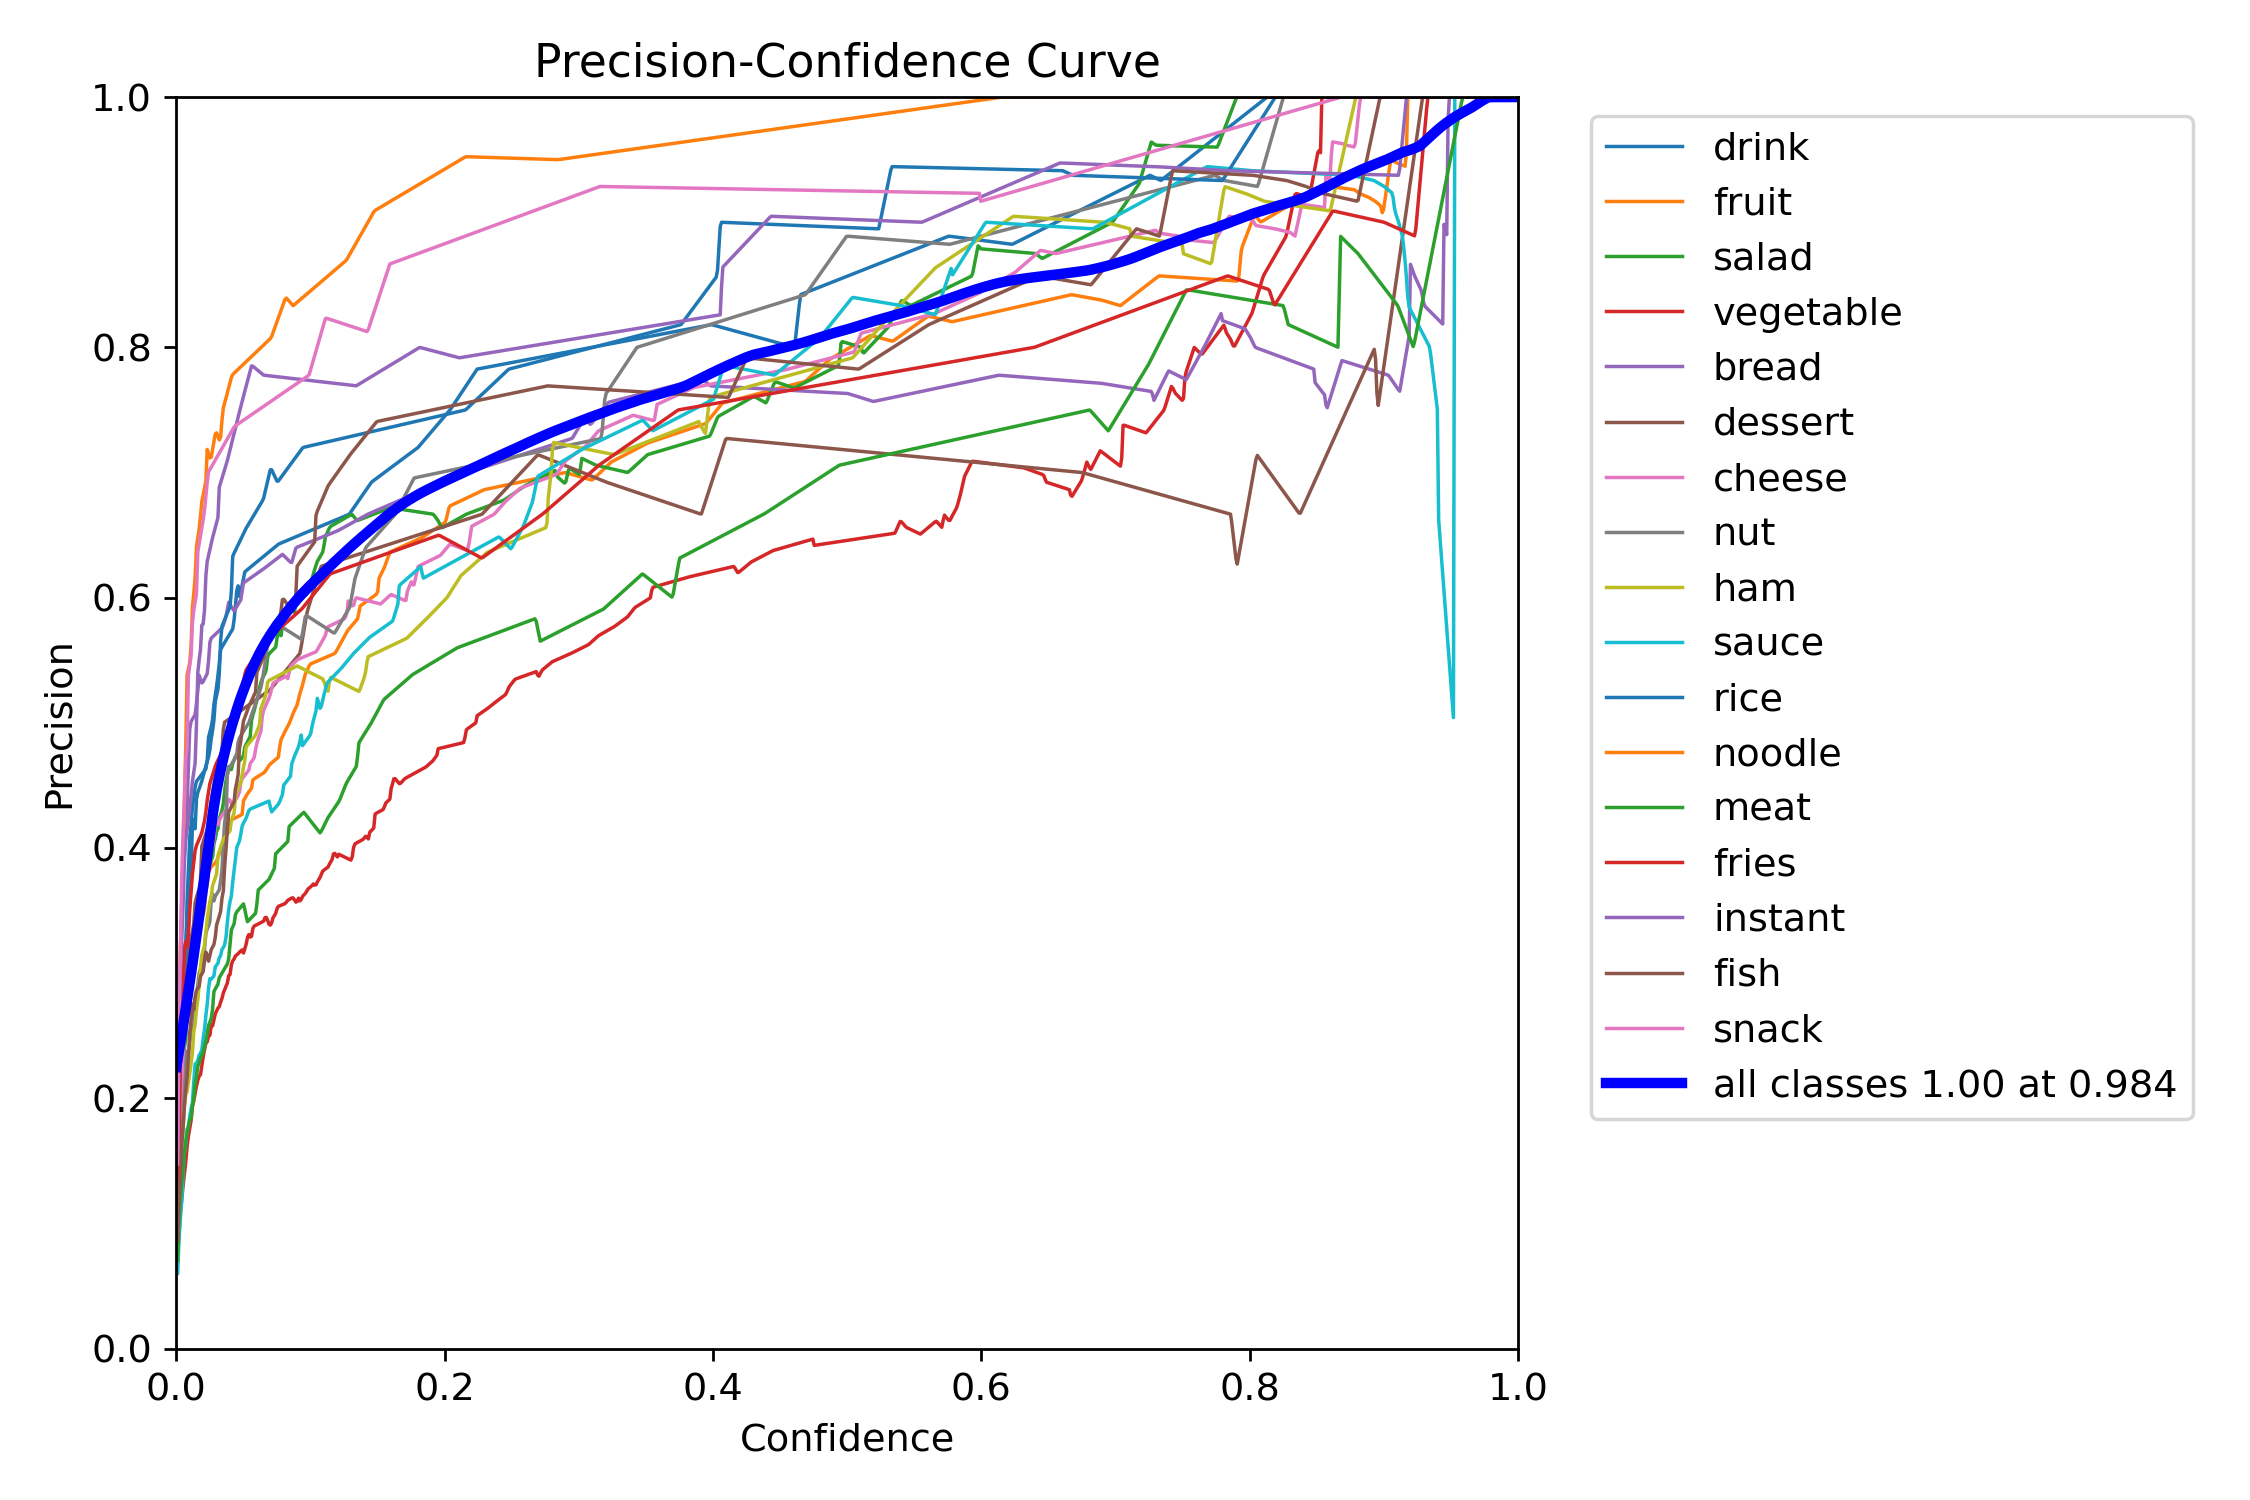 Precision-Confidence Curve
1.0
0.8
0.6
0.4
0.2
0.0
Precision
0.0 0.2 0.4 0.6 0.8 1.0
Confidence
drink
fruit
salad
vegetable
bread
dessert
cheese
nut
ham
sauce
rice
noodle
meat
fries
instant
fish
snack
all classes 1.00 at 0.984